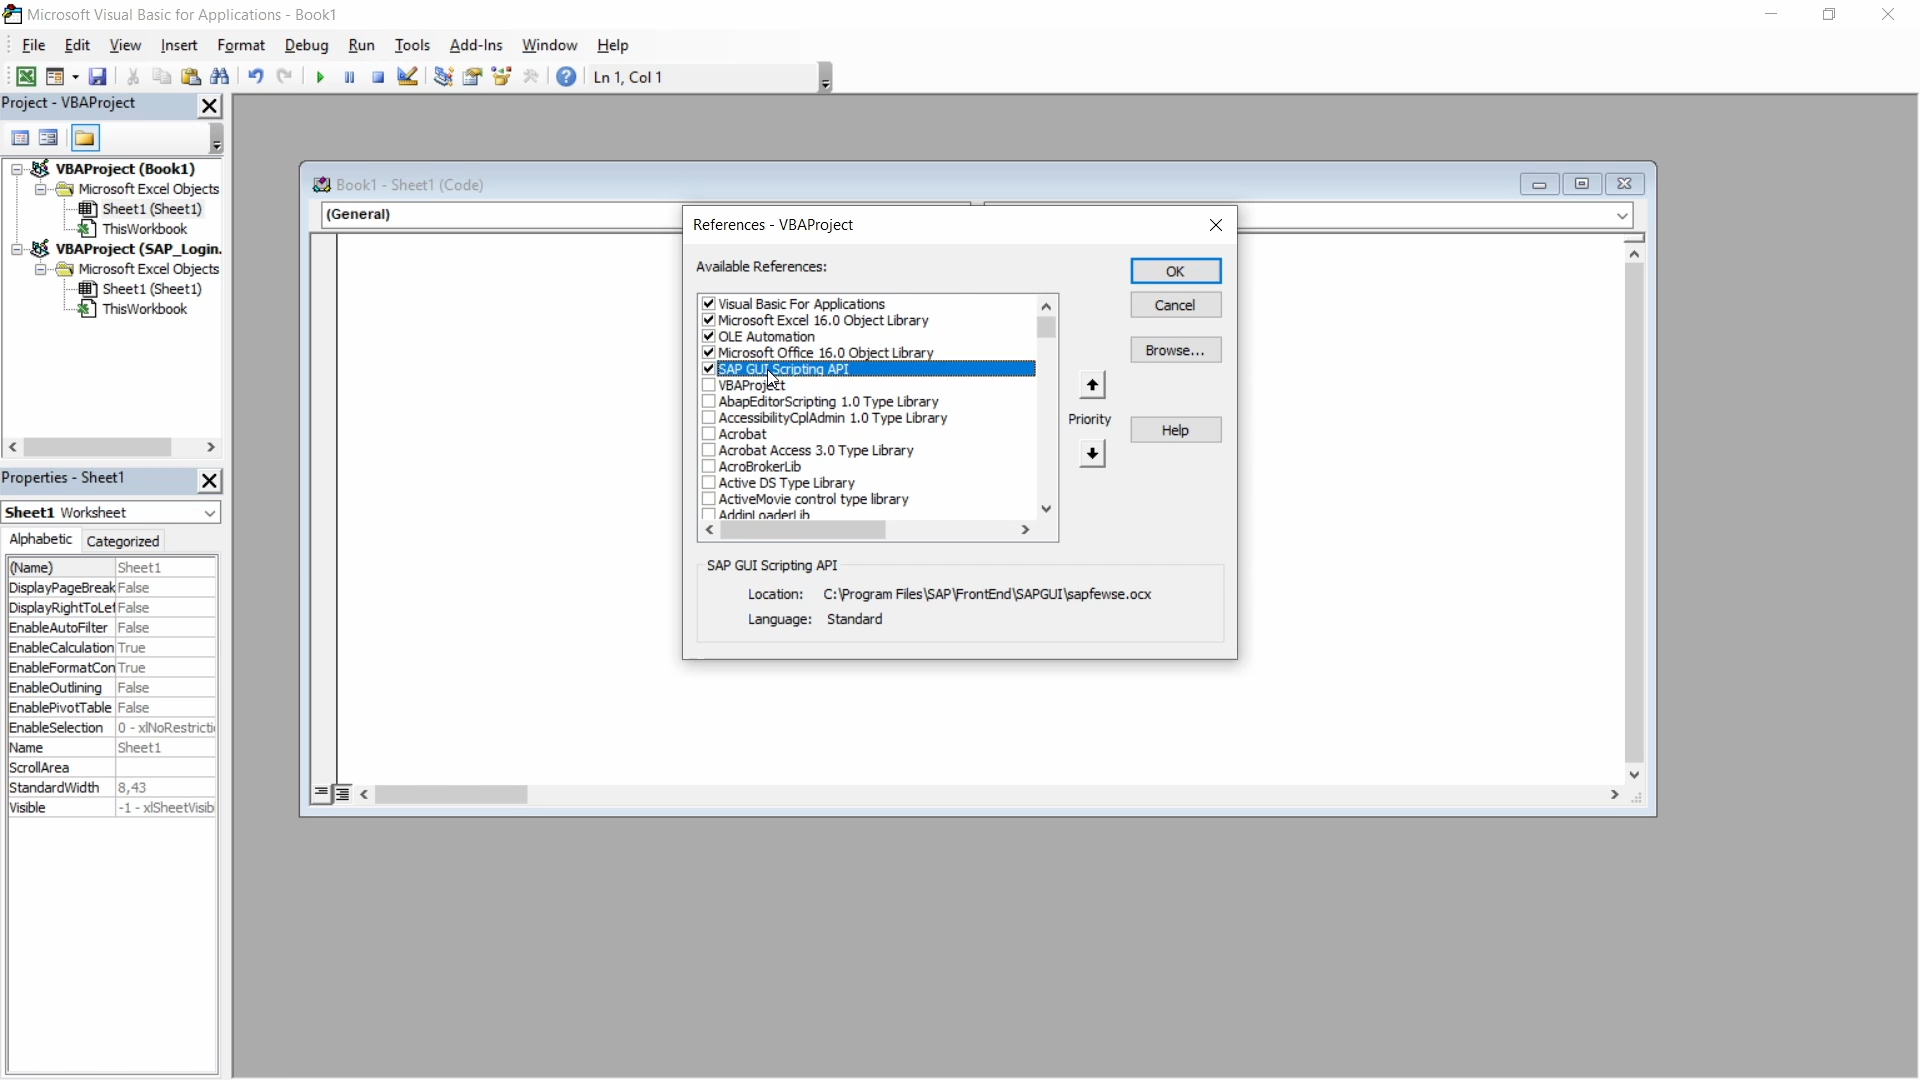 Microsoft Visual Basic for Applications - Book1
File Edit View Insert Format Debug Run Tools Add-Ins Window Help
Ln 1, Col 1
Project - VBAProject
VBAProject (Book1)
Microsoft Excel Objects
Sheet1 (Sheet1)
ThisWorkbook
VBAProject (SAP_Login.
Microsoft Excel Objects
Sheet1 (Sheet1)
ThisWorkbook
Properties - Sheet1
Sheet1 Worksheet
Alphabetic Categorized
(Name) Sheet1
DisplayPageBreak False
DisplayRightToLef False
EnableAutoFilter False
EnableCalculation True
EnableFormatCon True
EnableOutlining False
EnablePivotTable False
EnableSelection 0 - xlNoRestricti
Name Sheet1
ScrollArea
StandardWidth 8,43
Visible -1 - xlSheetVisib
Book1 - Sheet1 (Code)
(General)
References - VBAProject
Available References:
Visual Basic For Applications
Microsoft Excel 16.0 Object Library
OLE Automation
Microsoft Office 16.0 Object Library
SAP GUI Scripting API
VBAProject
AbapEditorScripting 1.0 Type Library
AccessibilityCplAdmin 1.0 Type Library
Acrobat
Acrobat Access 3.0 Type Library
AcroBrokerLib
Active DS Type Library
ActiveMovie control type library
AddinLoaderLib
OK
Cancel
Browse...
Priority
Help
SAP GUI Scripting API
Location: C:\Program Files\SAP\FrontEnd\SAPGUI\sapfewse.ocx
Language: Standard